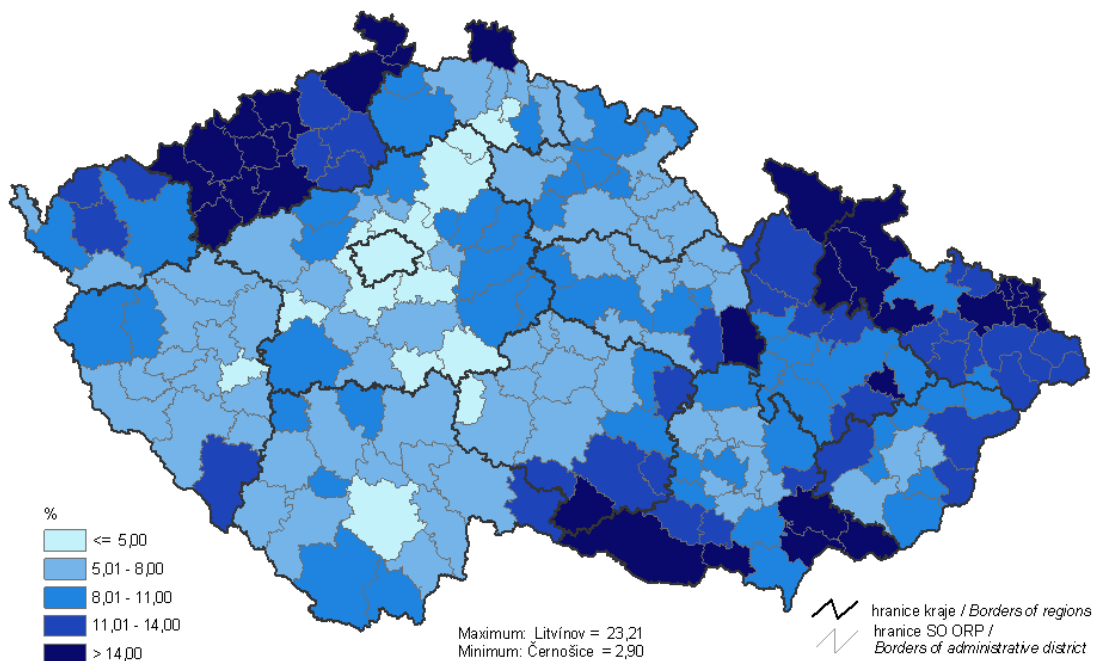 %
<= 5,00
5,01 - 8,00
8,01 - 11,00
11,01 - 14,00
> 14,00
Maximum: Litvínov = 23,21
Minimum: Černošice = 2,90
hranice kraje / Borders of regions
hranice SO ORP /
Borders of administrative district